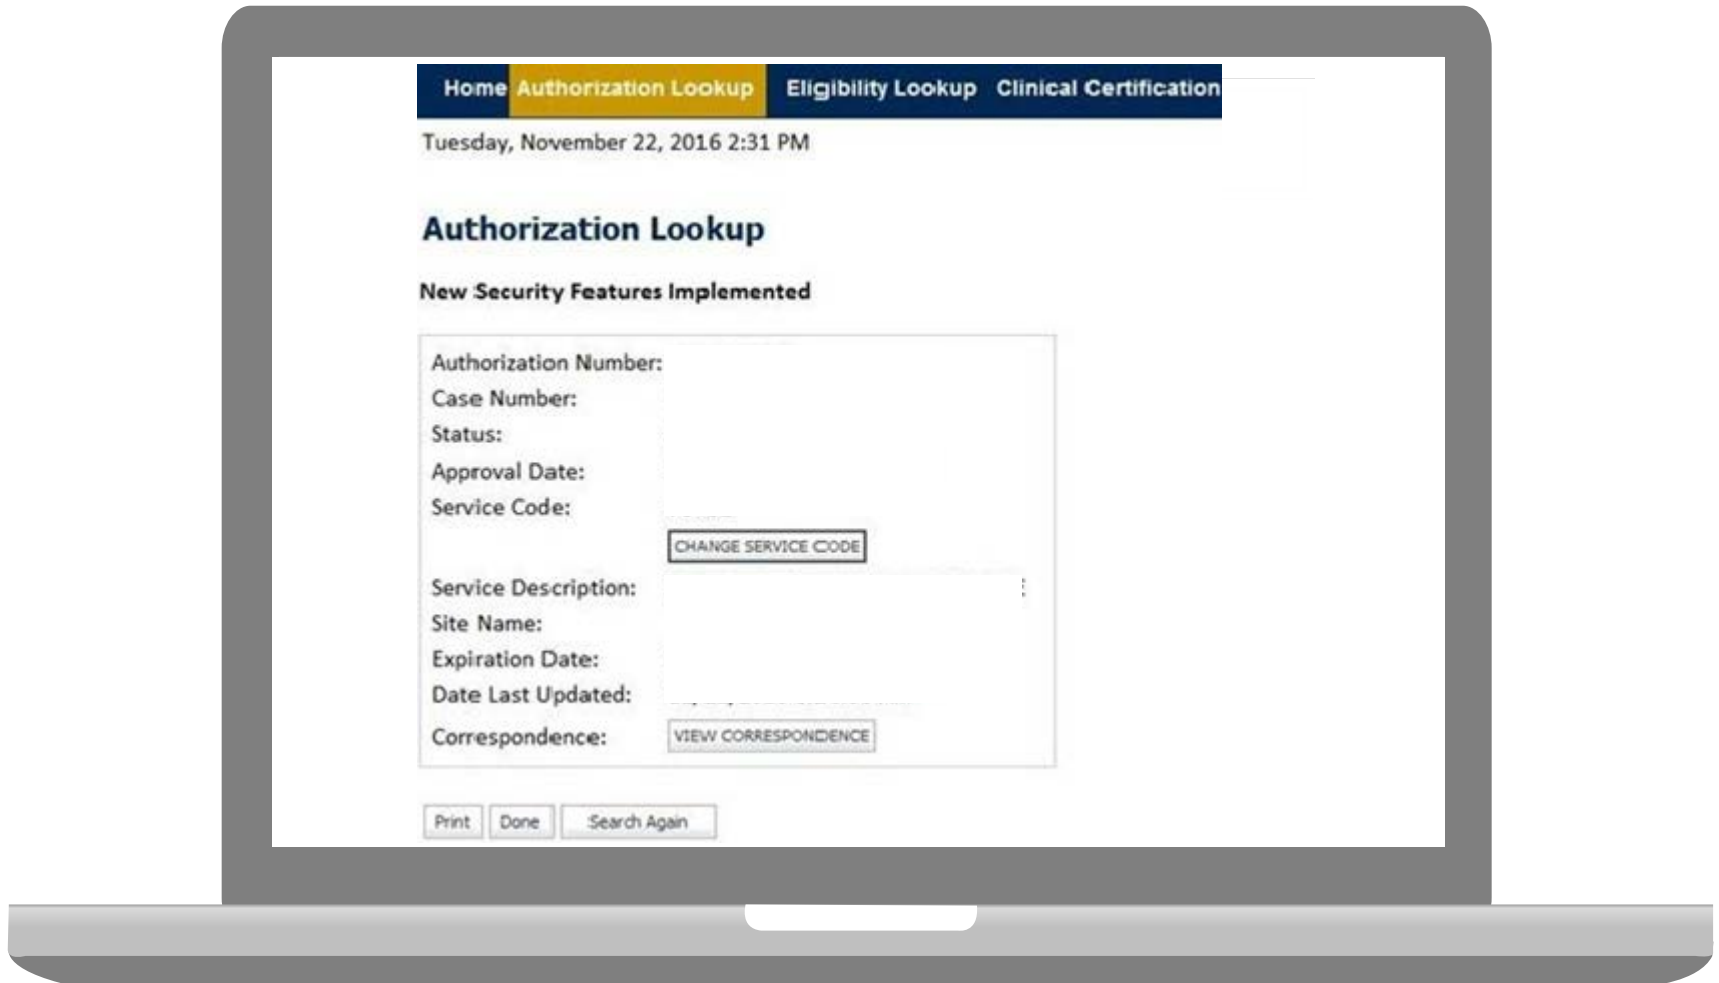 Home Authorization Lookup Eligibility Lookup Clinical Certification
Tuesday, November 22, 2016 2:31 PM
Authorization Lookup
New Security Features Implemented
Authorization Number:
Case Number:
Status:
Approval Date:
Service Code:
CHANGE SERVICE CODE
Service Description:
Site Name:
Expiration Date:
Date Last Updated:
Correspondence: VIEW CORRESPONDENCE
Print Done Search Again